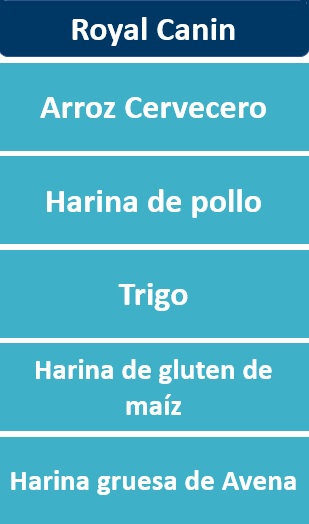 Royal Canin
Arroz Cervecero
Harina de pollo
Trigo
Harina de gluten de
maíz
Harina gruesa de Avena